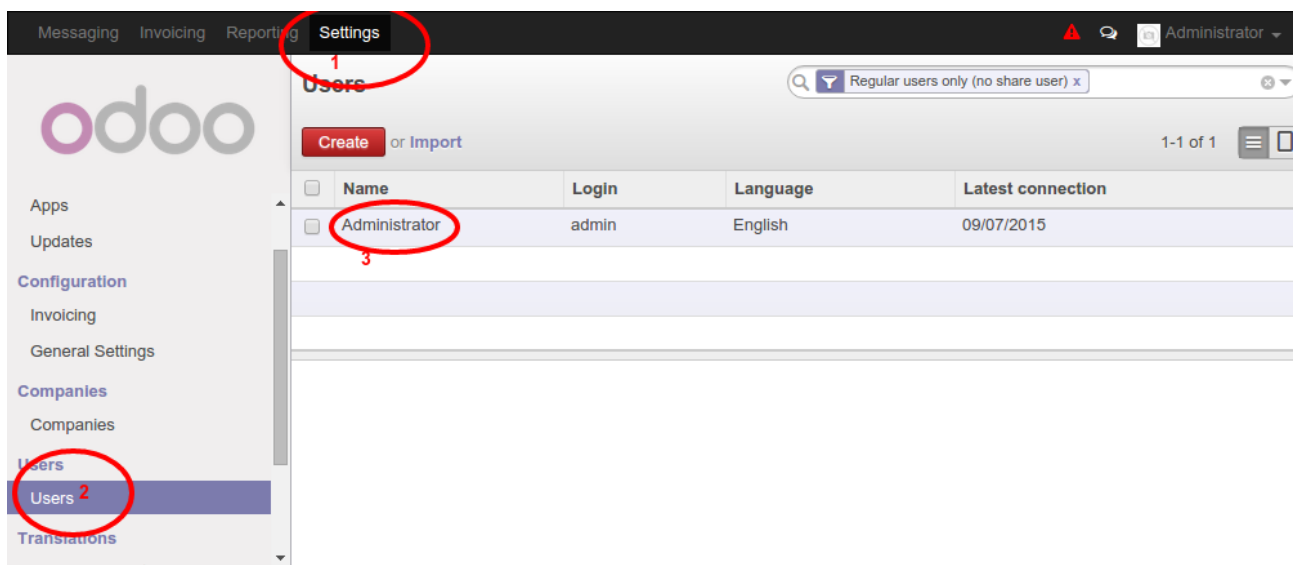 Messaging Invoicing Reporting Settings Administrator
1
odoo
Apps
Updates
Configuration
Invoicing
General Settings
Companies
Companies
Users
Users 2
Translations
Users
Regular users only (no share user) x
Create or Import 1-1 of 1
Name Login Language Latest connection
Administrator admin English 09/07/2015
3